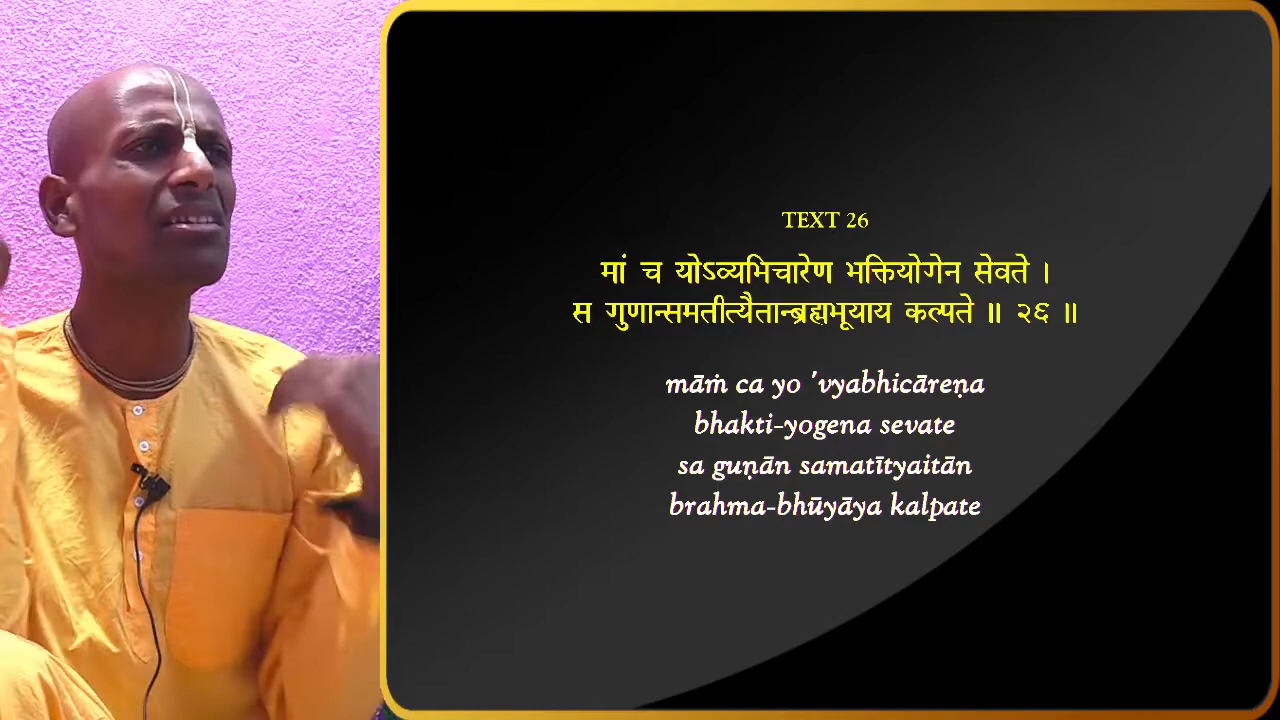 TEXT 26
मां च योऽव्यभिचारेण भक्तियोगेन सेवते ।
स गुणान्समतीत्यैतान्ब्रह्मभूयाय कल्पते ॥ २६ ॥
māṁ ca yo 'vyabhicāreṇa
bhakti-yogena sevate
sa guṇān samatītyaitān
brahma-bhūyāya kalpate